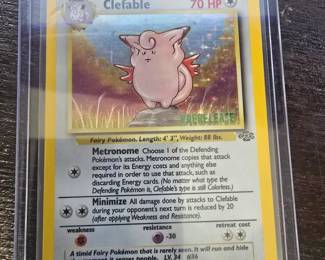 Clefable 70 HP
PRERELEASE
Fairy Pokémon. Length: 4' 3", Weight: 88 lbs.
Metronome Choose 1 of the Defending
Pokémon's attacks. Metronome copies that attack
except for its Energy costs and anything else
required in order to use that attack, such as
discarding Energy cards. (No matter what type the
Defending Pokémon is, Clefable's type is still Colorless.)
Minimize All damage done by attacks to Clefable
during your opponent's next turn is reduced by 20
(after applying Weakness and Resistance).
weakness resistance retreat cost
-30
A timid Fairy Pokémon that is rarely seen. It will run and hide
senses people. LV. 34 #36